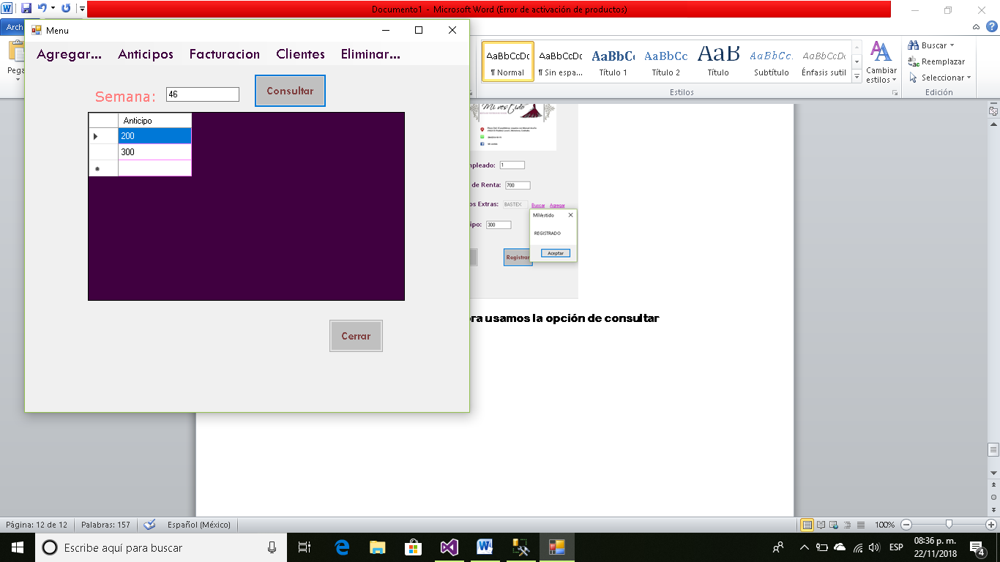 Documento1 - Microsoft Word (Error de activación de productos)
Archi
Menu
Agregar... Anticipos Facturacion Clientes Eliminar...
Semana: 46 Consultar
Anticipo
200
300
Cerrar
Pega
AaBbCcDc AaBbCcDc AaBbC AaBbCc AaB AaBbCc. AaBbCcDc
¶ Normal ¶ Sin espa... Título 1 Título 2 Título Subtítulo Énfasis sutil
Cambiar
estilos
Estilos
Buscar
Reemplazar
Seleccionar
Edición
Mi vestido
mpleado: 1
de Renta: 700
os Extras: BASTEX Buscar Agregar
ipo: 300
MiVestido
REGISTRADO
Aceptar
Registrar
ora usamos la opción de consultar
Página: 12 de 12 Palabras: 157 Español (México) 100%
Escribe aquí para buscar
ESP 08:36 p. m.
22/11/2018
4